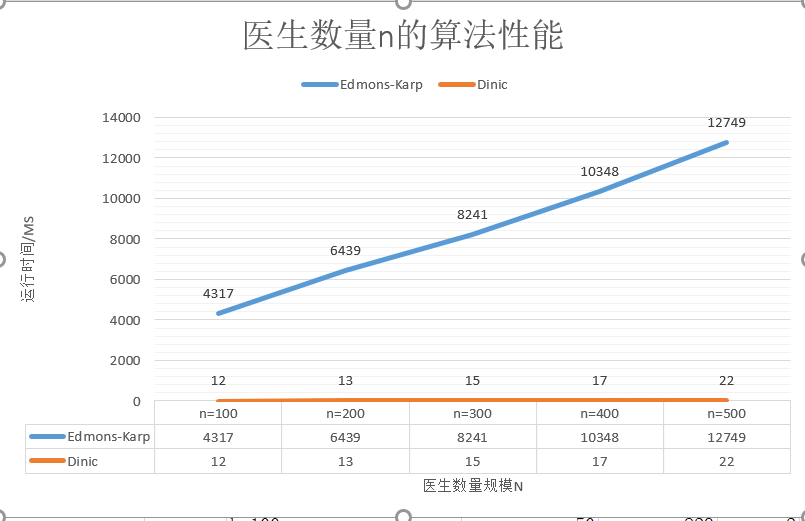 医生数量n的算法性能
Edmons-Karp Dinic
14000
12000
10000
8000
6000
4000
2000
0
运行时间/MS
4317 6439 8241 10348 12749
12 13 15 17 22
n=100 n=200 n=300 n=400 n=500
Edmons-Karp 4317 6439 8241 10348 12749
Dinic 12 13 15 17 22
医生数量规模N